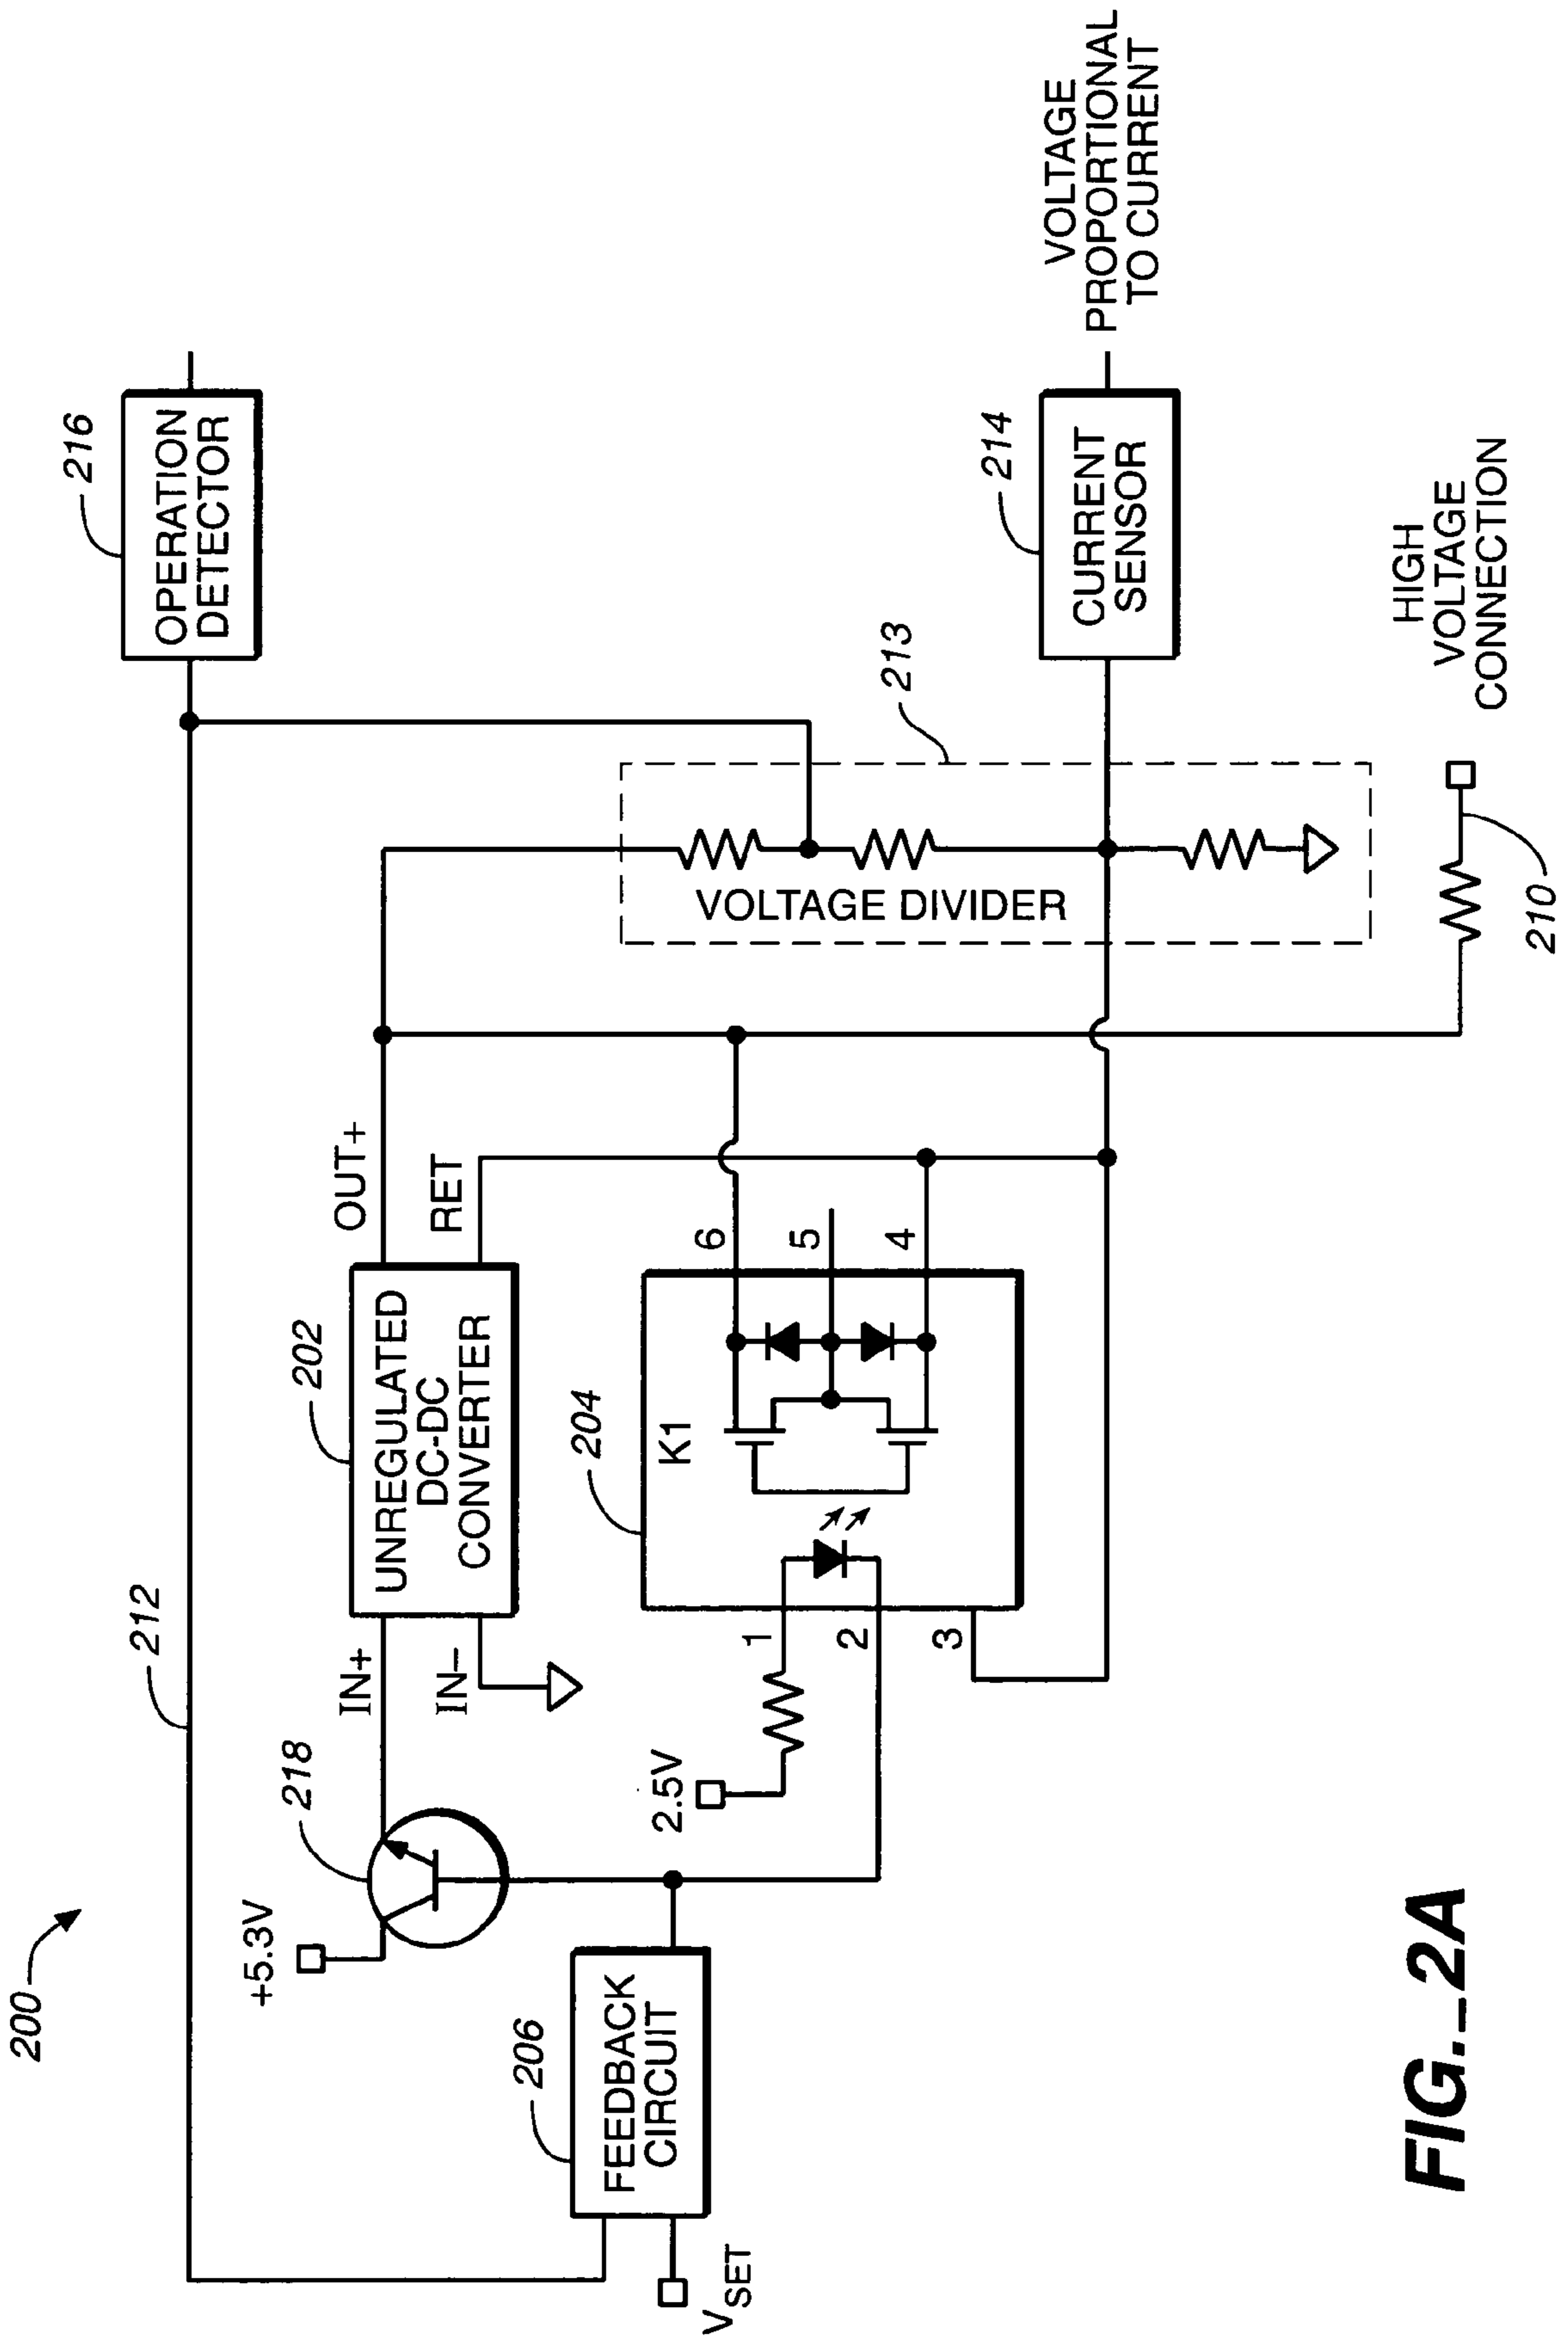 200
212
216
OPERATION
DETECTOR
+5.3V
218
IN+
IN–
202
UNREGULATED
DC-DC
CONVERTER
OUT+
RET
206
FEEDBACK
CIRCUIT
VSET
2.5V
1
2
3
204
K1
6
5
4
213
VOLTAGE DIVIDER
214
CURRENT
SENSOR
VOLTAGE
PROPORTIONAL
TO CURRENT
HIGH
VOLTAGE
CONNECTION
210
FIG._2A